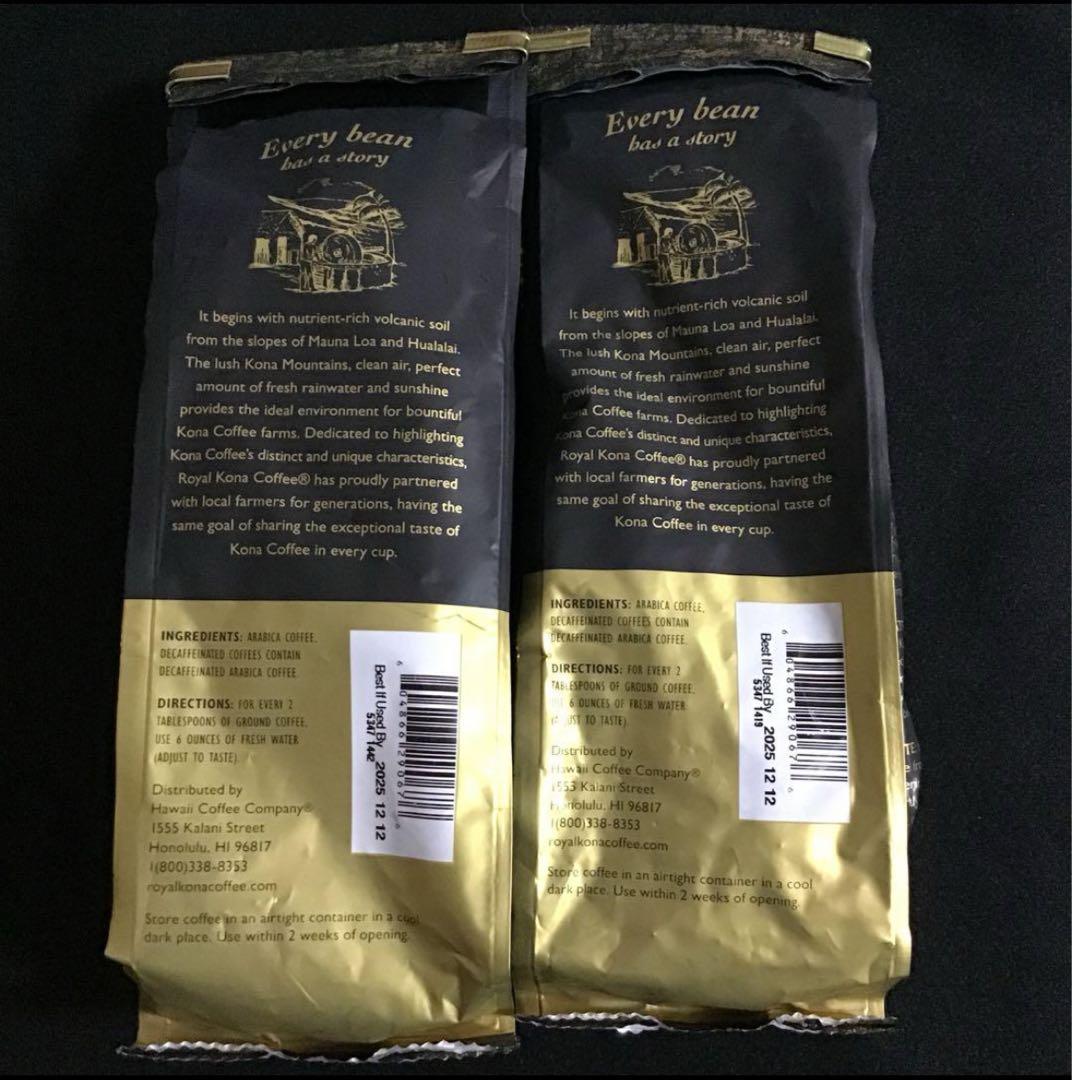 Every bean
has a story
It begins with nutrient-rich volcanic soil
from the slopes of Mauna Loa and Hualalai.
The lush Kona Mountains, clean air, perfect
amount of fresh rainwater and sunshine
provides the ideal environment for bountiful
Kona Coffee farms. Dedicated to highlighting
Kona Coffee's distinct and unique characteristics,
Royal Kona Coffee® has proudly partnered
with local farmers for generations, having the
same goal of sharing the exceptional taste of
Kona Coffee in every cup.
INGREDIENTS: ARABICA COFFEE.
DECAFFEINATED COFFEES CONTAIN
DECAFFEINATED ARABICA COFFEE.
DIRECTIONS: FOR EVERY 2
TABLESPOONS OF GROUND COFFEE,
USE 6 OUNCES OF FRESH WATER
(ADJUST TO TASTE).
Distributed by
Hawaii Coffee Company®
1555 Kalani Street
Honolulu, HI 96817
1(800)338-8353
royalkonacoffee.com
Store coffee in an airtight container in a cool
dark place. Use within 2 weeks of opening.
6 04866 29067 6
Best If Used By 2025 12 12
5347 1442
Every bean
has a story
It begins with nutrient-rich volcanic soil
from the slopes of Mauna Loa and Hualalai.
The lush Kona Mountains, clean air, perfect
amount of fresh rainwater and sunshine
provides the ideal environment for bountiful
Kona Coffee farms. Dedicated to highlighting
Kona Coffee's distinct and unique characteristics,
Royal Kona Coffee® has proudly partnered
with local farmers for generations, having the
same goal of sharing the exceptional taste of
Kona Coffee in every cup.
INGREDIENTS: ARABICA COFFEE.
DECAFFEINATED COFFEES CONTAIN
DECAFFEINATED ARABICA COFFEE.
DIRECTIONS: FOR EVERY 2
TABLESPOONS OF GROUND COFFEE,
6 OUNCES OF FRESH WATER
TO TASTE).
Distributed by
Hawaii Coffee Company®
Kalani Street
Honolulu, HI 96817
1(800)338-8353
royalkonacoffee.com
Store coffee in an airtight container in a cool
dark place. Use within 2 weeks of opening.
6 04866 29067 6
Best If Used By 2025 12 12
5347 1419